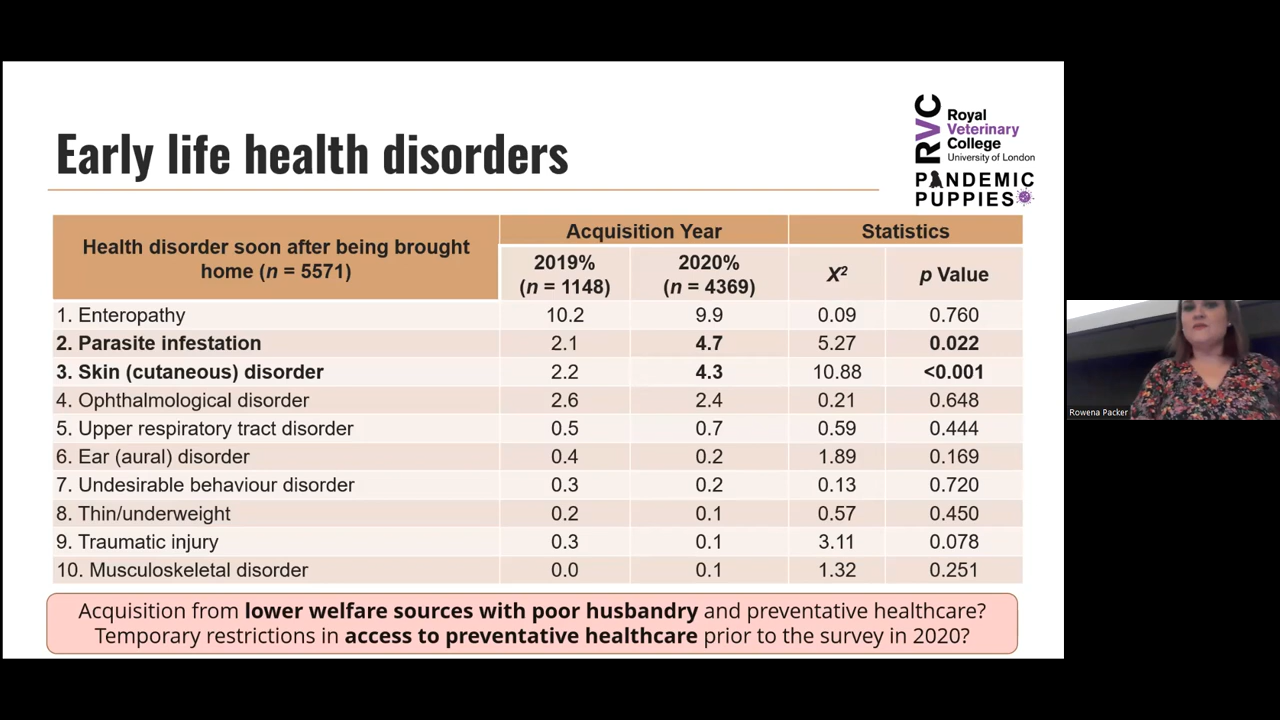 Early life health disorders
RVC
Royal
Veterinary
College
University of London
PANDEMIC
PUPPIES
Health disorder soon after being brought home (n = 5571) Acquisition Year Statistics
2019% (n = 1148) 2020% (n = 4369) X² p Value
1. Enteropathy 10.2 9.9 0.09 0.760
2. Parasite infestation 2.1 4.7 5.27 0.022
3. Skin (cutaneous) disorder 2.2 4.3 10.88 <0.001
4. Ophthalmological disorder 2.6 2.4 0.21 0.648
5. Upper respiratory tract disorder 0.5 0.7 0.59 0.444
6. Ear (aural) disorder 0.4 0.2 1.89 0.169
7. Undesirable behaviour disorder 0.3 0.2 0.13 0.720
8. Thin/underweight 0.2 0.1 0.57 0.450
9. Traumatic injury 0.3 0.1 3.11 0.078
10. Musculoskeletal disorder 0.0 0.1 1.32 0.251
Acquisition from lower welfare sources with poor husbandry and preventative healthcare?
Temporary restrictions in access to preventative healthcare prior to the survey in 2020?
Rowena Packer